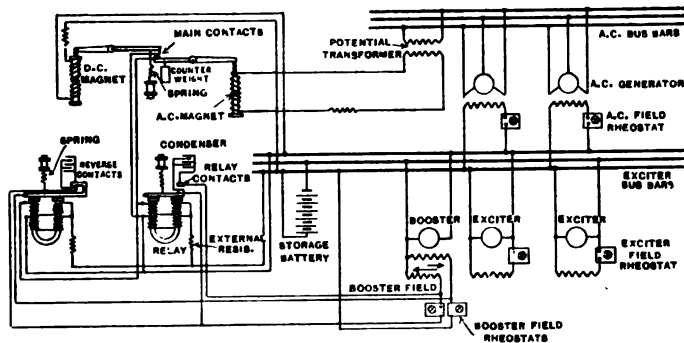 MAIN CONTACTS
A.C. BUS BARS
POTENTIAL
TRANSFORMER
D.C.
MAGNET
COUNTER
WEIGHT
SPRING
A.C. MAGNET
A.C. GENERATOR
A.C. FIELD
RHEOSTAT
SPRING
CONDENSER
REVERSE
CONTACTS
RELAY
CONTACTS
EXCITER
BUS BARS
BOOSTER
EXCITER
EXCITER
RELAY
EXTERNAL
RESIS.
STORAGE
BATTERY
EXCITER
FIELD
RHEOSTAT
BOOSTER FIELD
BOOSTER FIELD
RHEOSTATS